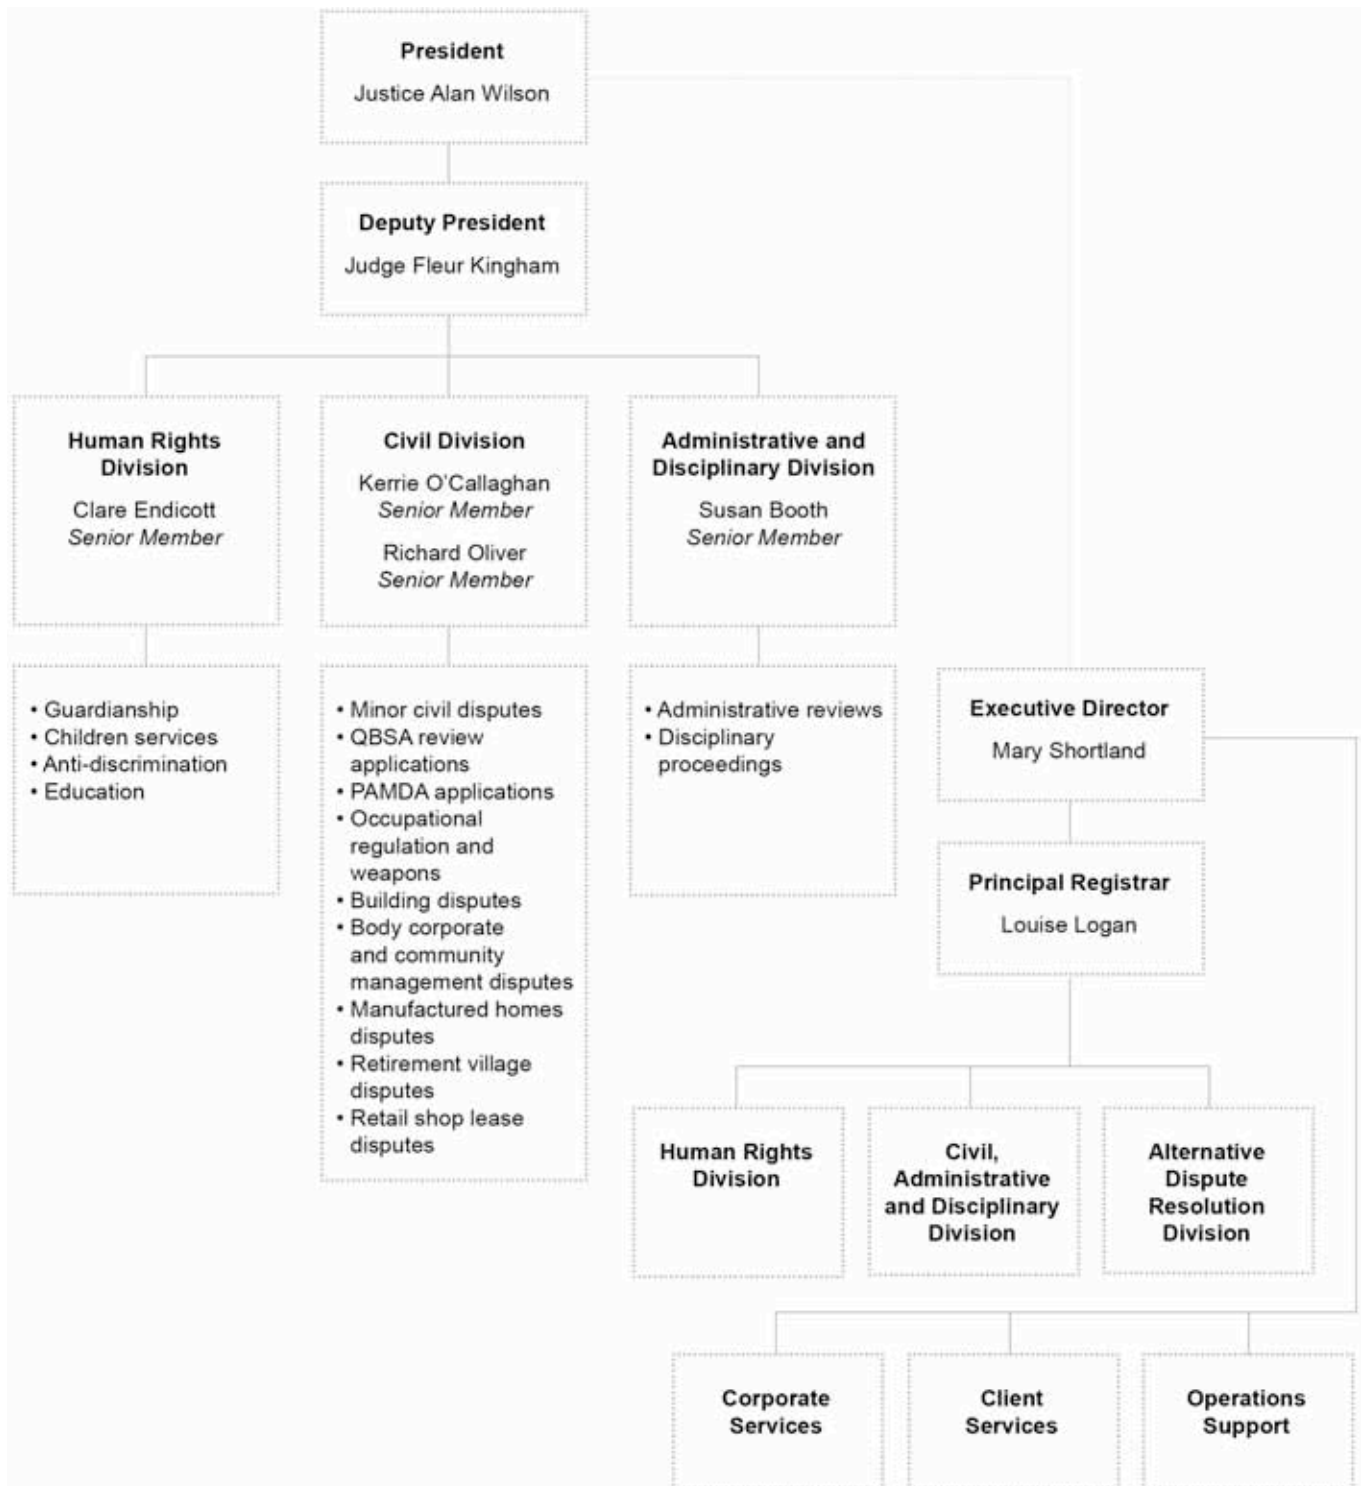 President
Justice Alan Wilson
Deputy President
Judge Fleur Kingham
Human Rights
Division
Clare Endicott
Senior Member
Civil Division
Kerrie O'Callaghan
Senior Member
Richard Oliver
Senior Member
Administrative and
Disciplinary Division
Susan Booth
Senior Member
• Guardianship
• Children services
• Anti-discrimination
• Education
• Minor civil disputes
• QBSA review
applications
• PAMDA applications
• Occupational
regulation and
weapons
• Building disputes
• Body corporate
and community
management disputes
• Manufactured homes
disputes
• Retirement village
disputes
• Retail shop lease
disputes
• Administrative reviews
• Disciplinary
proceedings
Executive Director
Mary Shortland
Principal Registrar
Louise Logan
Human Rights
Division
Civil,
Administrative
and Disciplinary
Division
Alternative
Dispute
Resolution
Division
Corporate
Services
Client
Services
Operations
Support